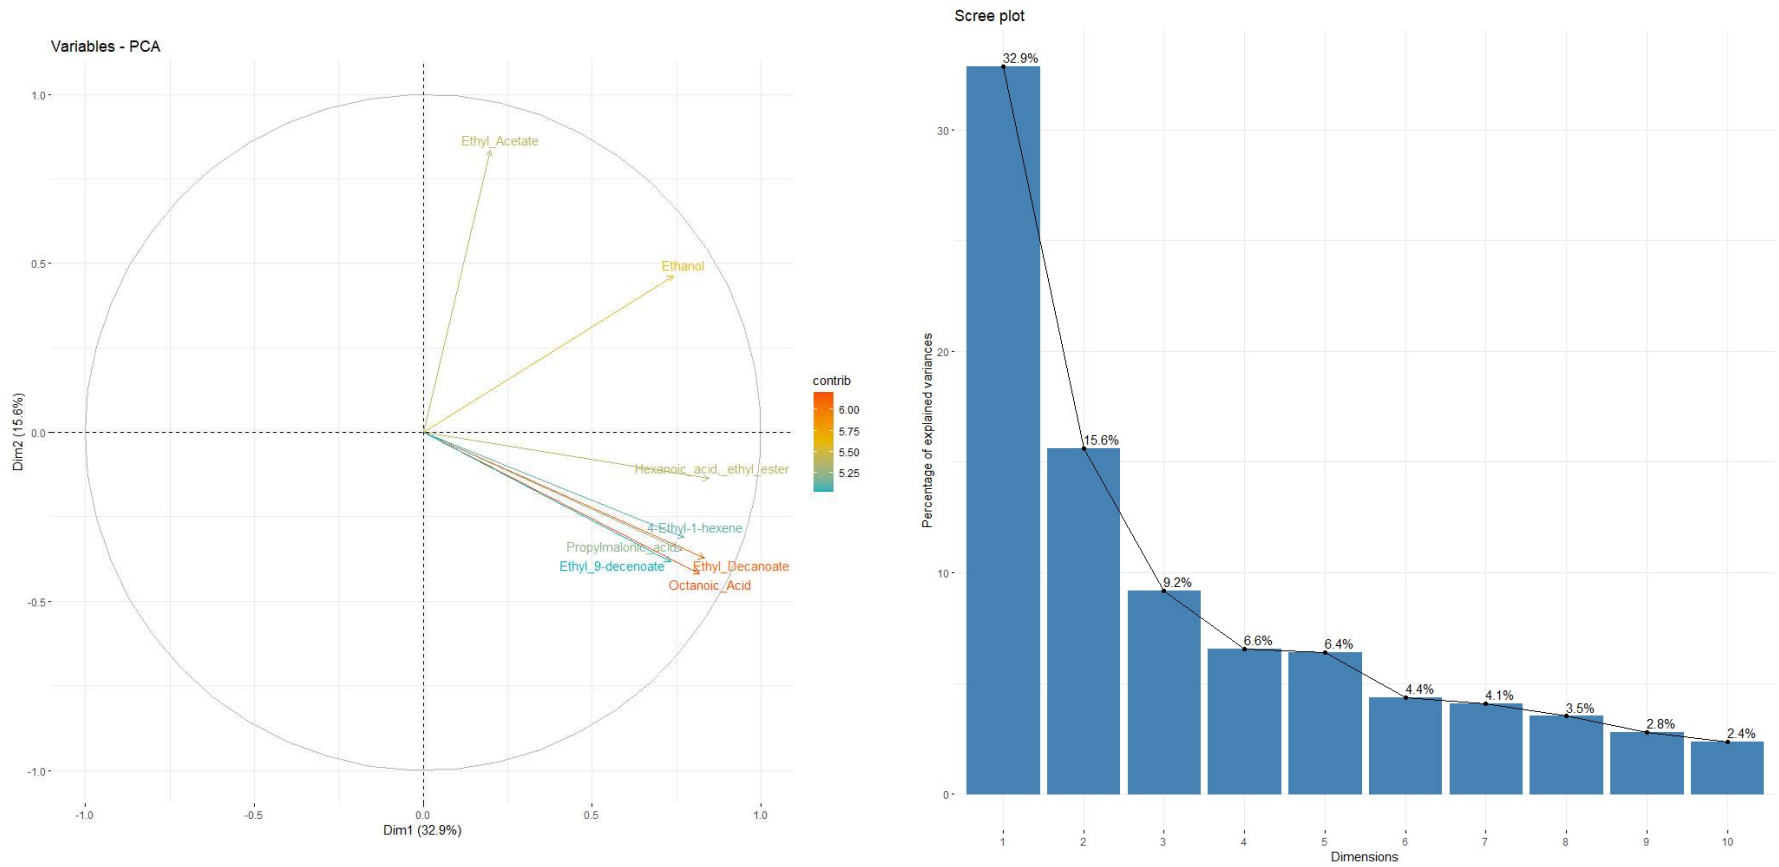 Variables - PCA
1.0
0.5
0.0
-0.5
-1.0
Dim2 (15.6%)
Ethyl_Acetate
Ethanol
Hexanoic_acid,_ethyl_ester
4-Ethyl-1-hexene
Propylmalonic_acid
Ethyl_9-decenoate
Ethyl_Decanoate
Octanoic_Acid
-1.0
-0.5
0.0
0.5
1.0
Dim1 (32.9%)
contrib
6.00
5.75
5.50
5.25
Scree plot
Percentage of explained variances
30
20
10
0
32.9%
15.6%
9.2%
6.6%
6.4%
4.4%
4.1%
3.5%
2.8%
2.4%
1
2
3
4
5
6
7
8
9
10
Dimensions